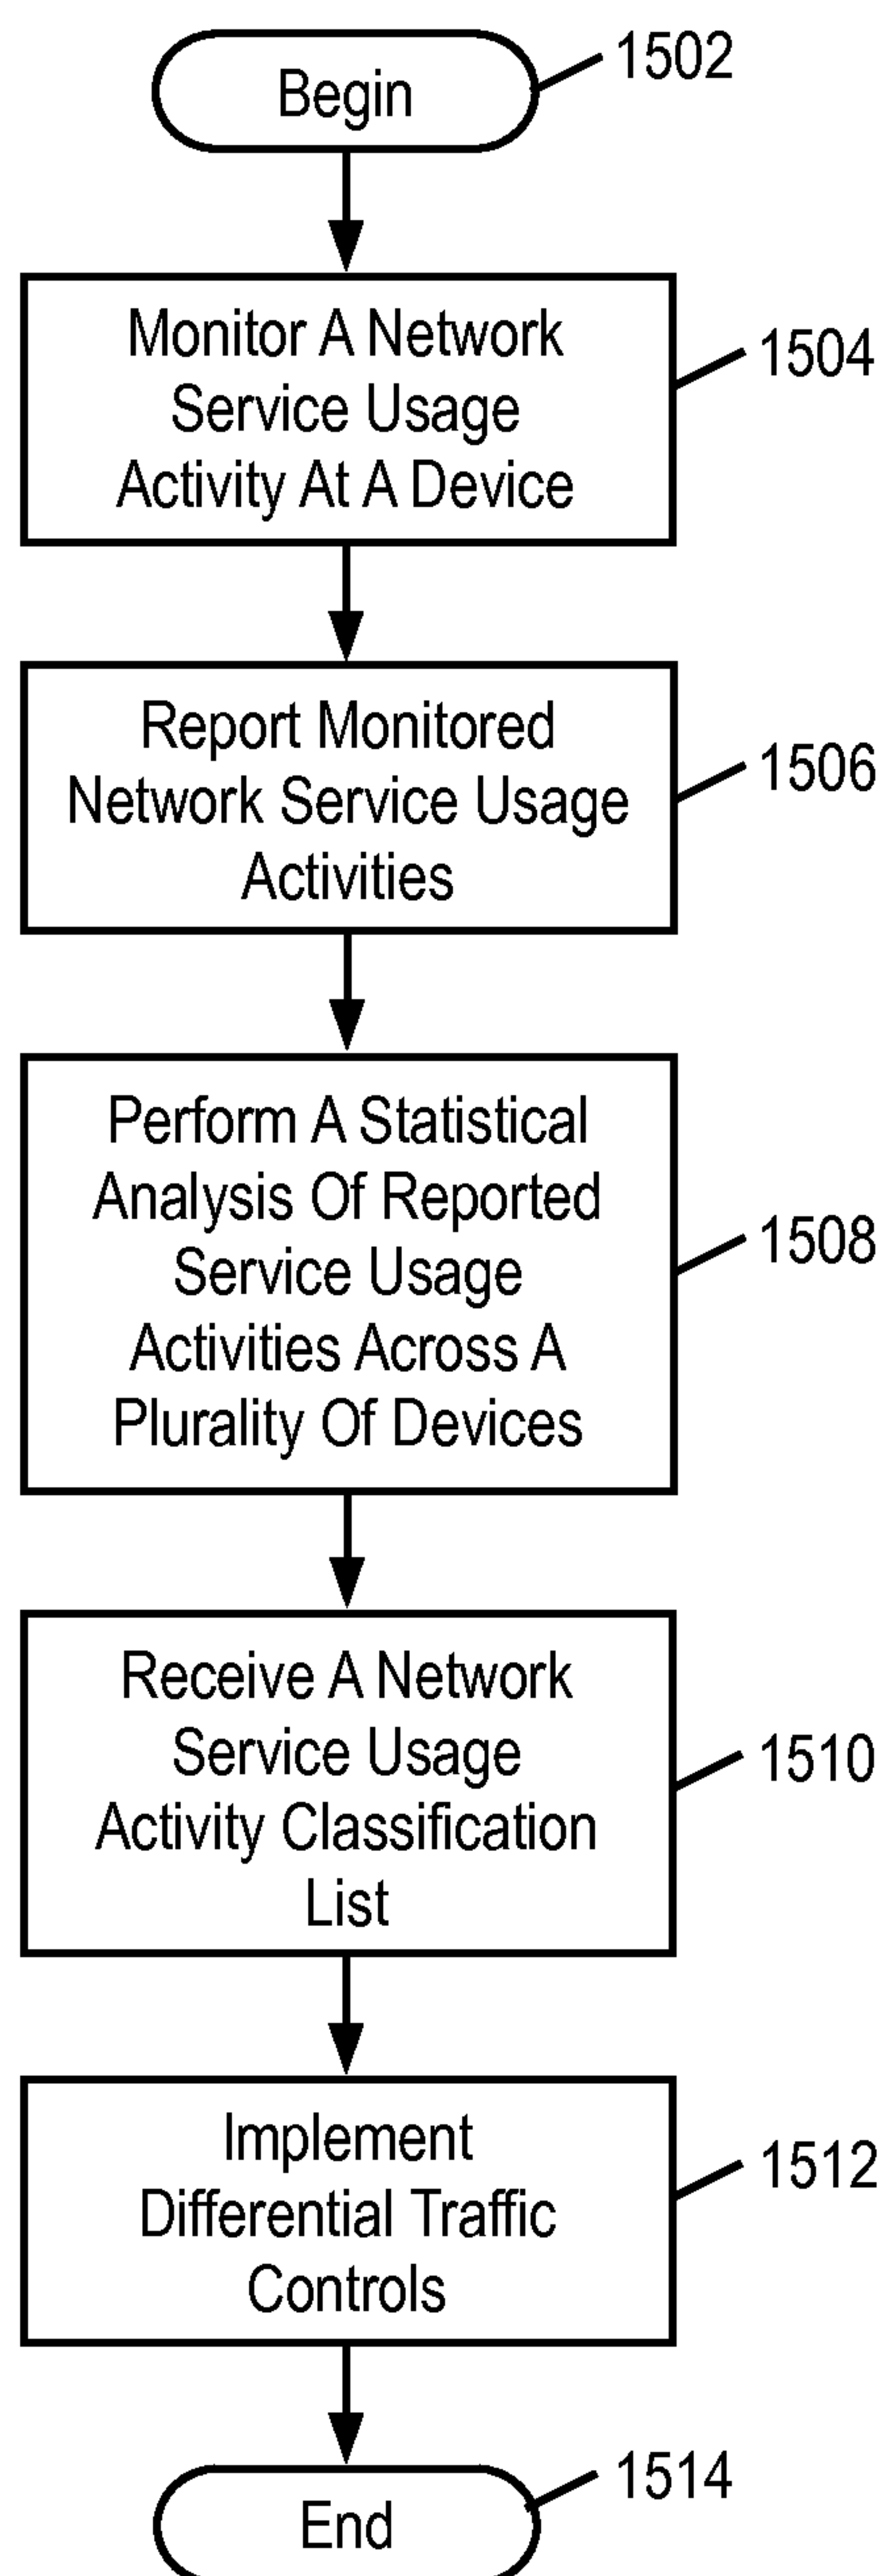 Begin
1502
Monitor A Network
Service Usage
Activity At A Device
1504
Report Monitored
Network Service Usage
Activities
1506
Perform A Statistical
Analysis Of Reported
Service Usage
Activities Across A
Plurality Of Devices
1508
Receive A Network
Service Usage
Activity Classification
List
1510
Implement
Differential Traffic
Controls
1512
End
1514